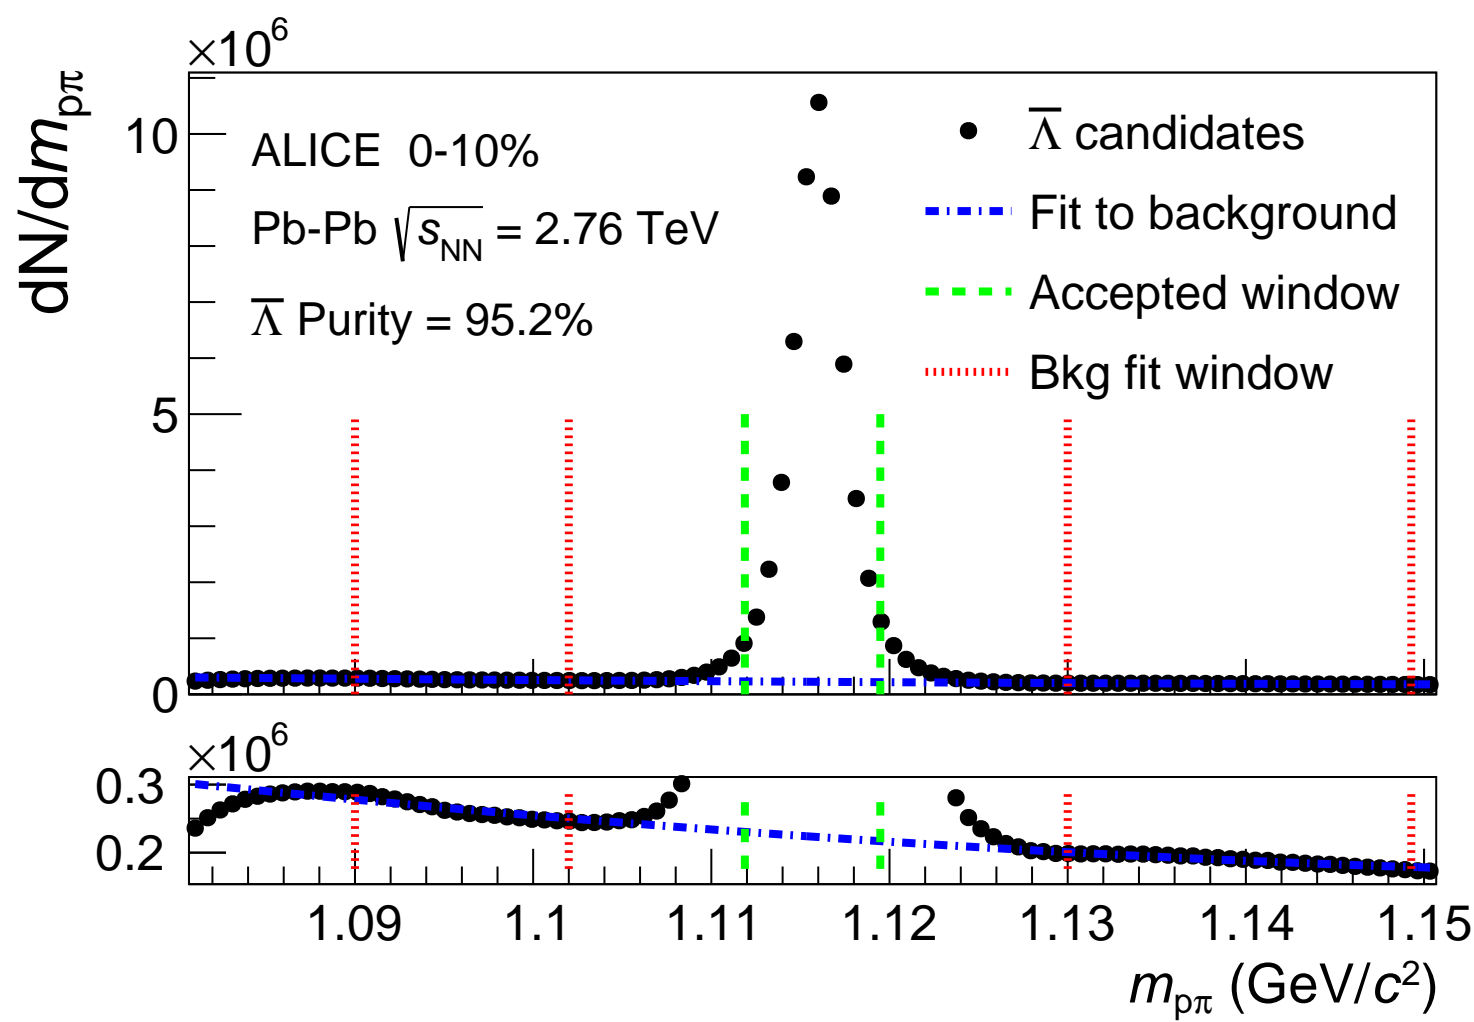 ×10⁶
dN/dm_pπ
10
5
0
ALICE 0-10%
Pb-Pb √s_NN = 2.76 TeV
Λ̅ Purity = 95.2%
Λ̅ candidates
Fit to background
Accepted window
Bkg fit window
×10⁶
0.3
0.2
1.09 1.1 1.11 1.12 1.13 1.14 1.15
m_pπ (GeV/c²)